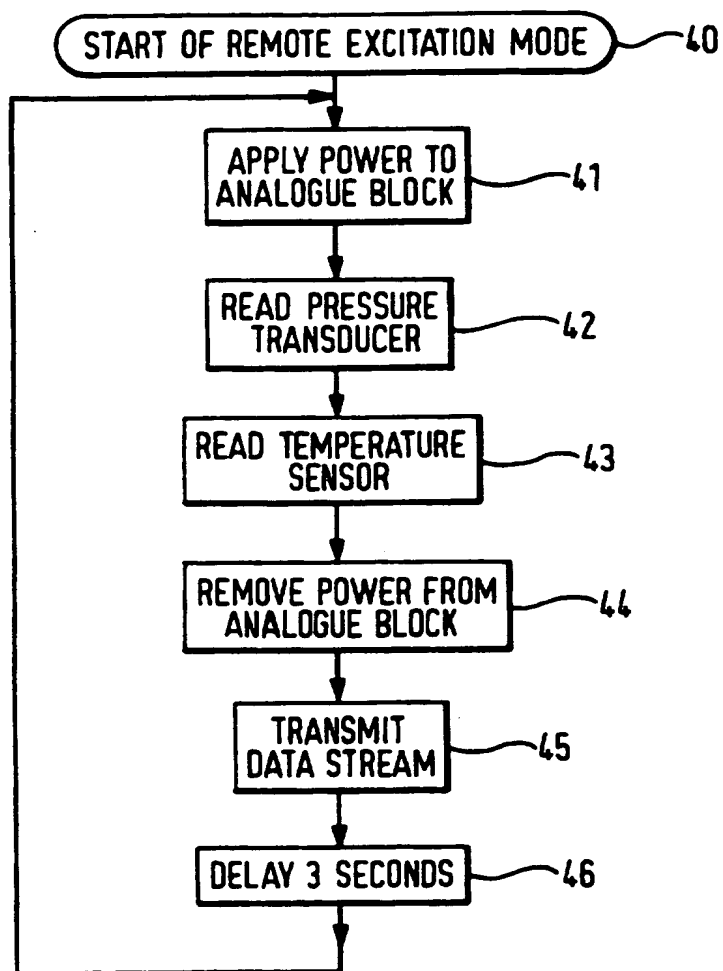 START OF REMOTE EXCITATION MODE 40
APPLY POWER TO
ANALOGUE BLOCK
41
READ PRESSURE
TRANSDUCER
42
READ TEMPERATURE
SENSOR
43
REMOVE POWER FROM
ANALOGUE BLOCK
44
TRANSMIT
DATA STREAM
45
DELAY 3 SECONDS 46